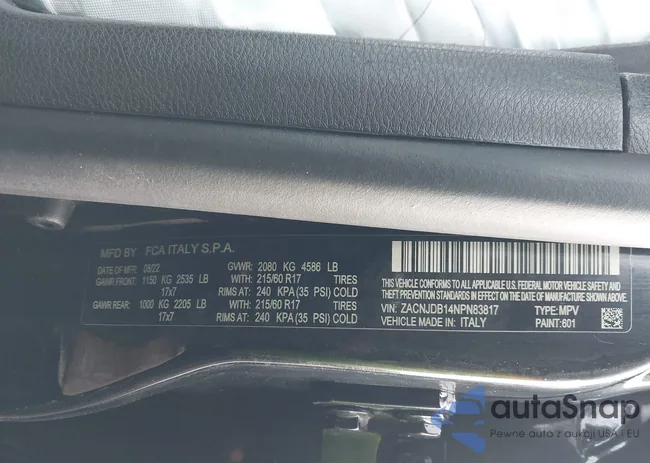 MFD BY FCA ITALY S.P.A.
DATE OF MFR 08/22 GVWR: 2080 KG 4586 LB
GAWR FRONT: 1150 KG 2535 LB WITH: 215/60 R17 TIRES
17x7 RIMS AT: 240 KPA (35 PSI) COLD
GAWR REAR: 1000 KG 2205 LB WITH: 215/60 R17 TIRES
17x7 RIMS AT: 240 KPA (35 PSI) COLD
THIS VEHICLE CONFORMS TO ALL APPLICABLE U.S. FEDERAL MOTOR VEHICLE SAFETY AND
THEFT PREVENTION STANDARDS IN EFFECT ON THE DATE OF MANUFACTURE SHOWN ABOVE.
VIN: ZACNJDB14NPN83817 TYPE: MPV
VEHICLE MADE IN: ITALY PAINT: 601
autoSnap
Pewne auto z aukcji USA i EU